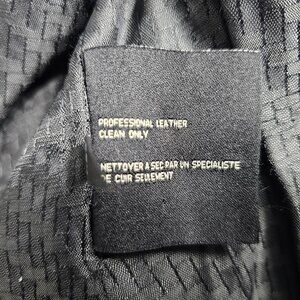 PROFESSIONAL LEATHER
CLEAN ONLY
NETTOYER A SEC PAR UN SPECIALISTE
DE CUIR SEULEMENT